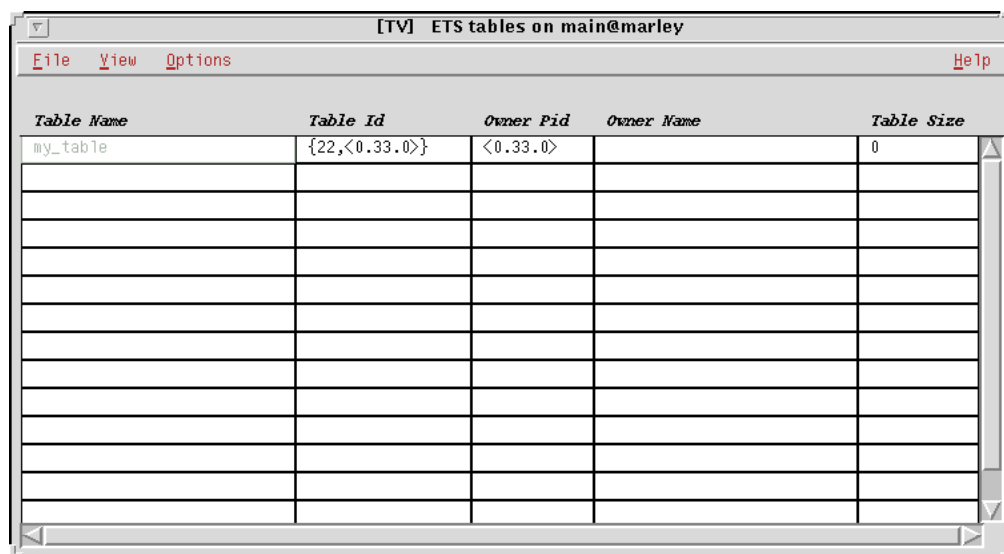 [TV] ETS tables on main@marley
File View Options Help
Table Name Table Id Owner Pid Owner Name Table Size
my_table {22,<0.33.0>} <0.33.0> 0